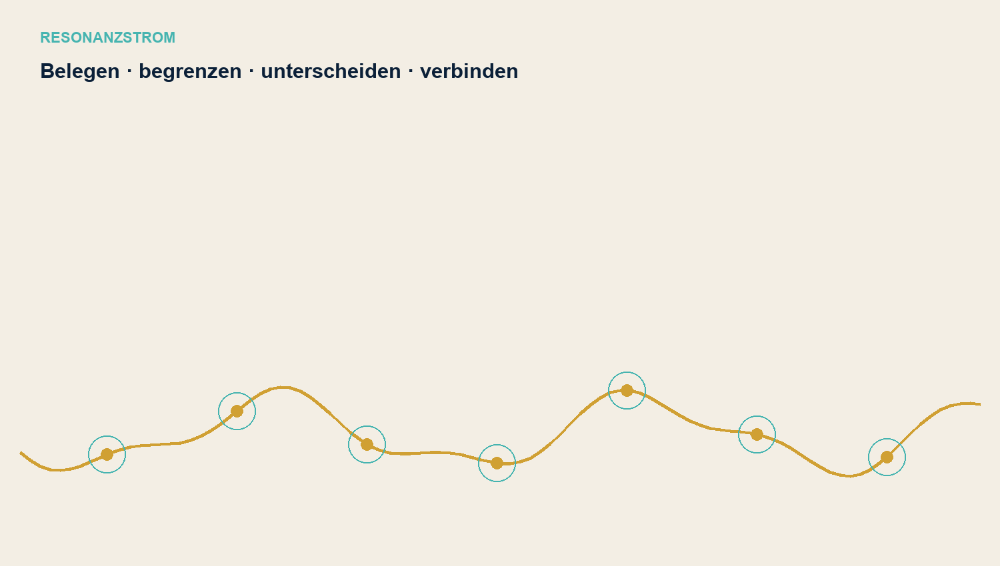 RESONANZSTROM
Belegen · begrenzen · unterscheiden · verbinden